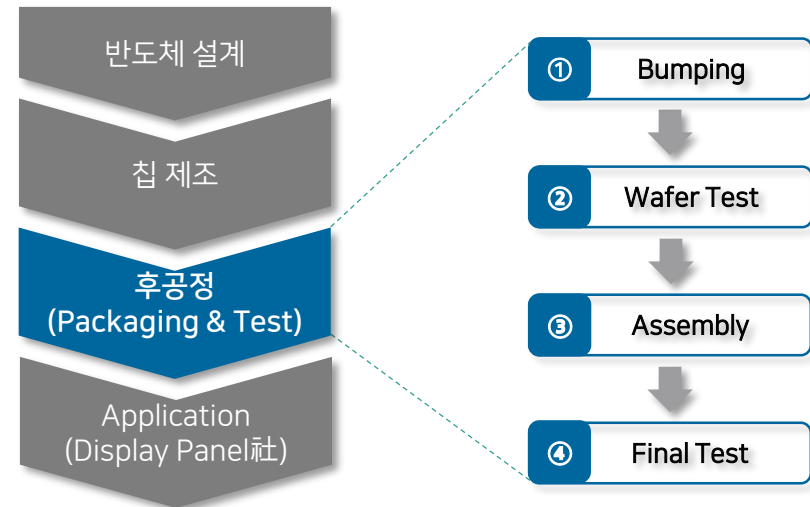 반도체 설계
칩 제조
후공정
(Packaging & Test)
Application
(Display Panel社)
① Bumping
② Wafer Test
③ Assembly
④ Final Test